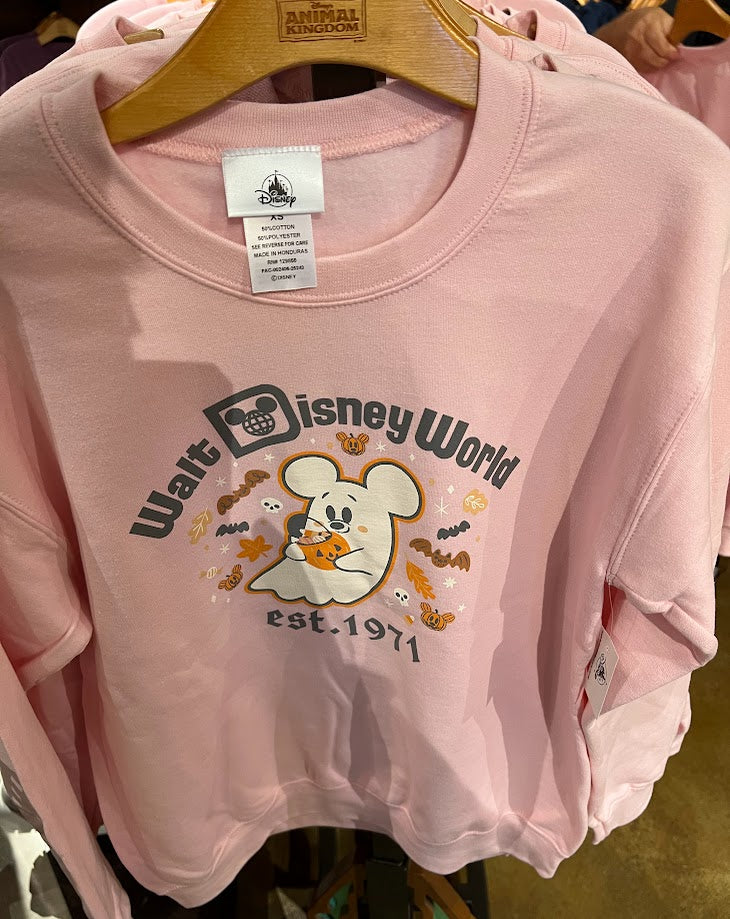 Disney's
ANIMAL
KINGDOM
Disney
XS
50%COTTON
50%POLYESTER
SEE REVERSE FOR CARE
MADE IN HONDURAS
©DISNEY
Walt Disney World
est.1971